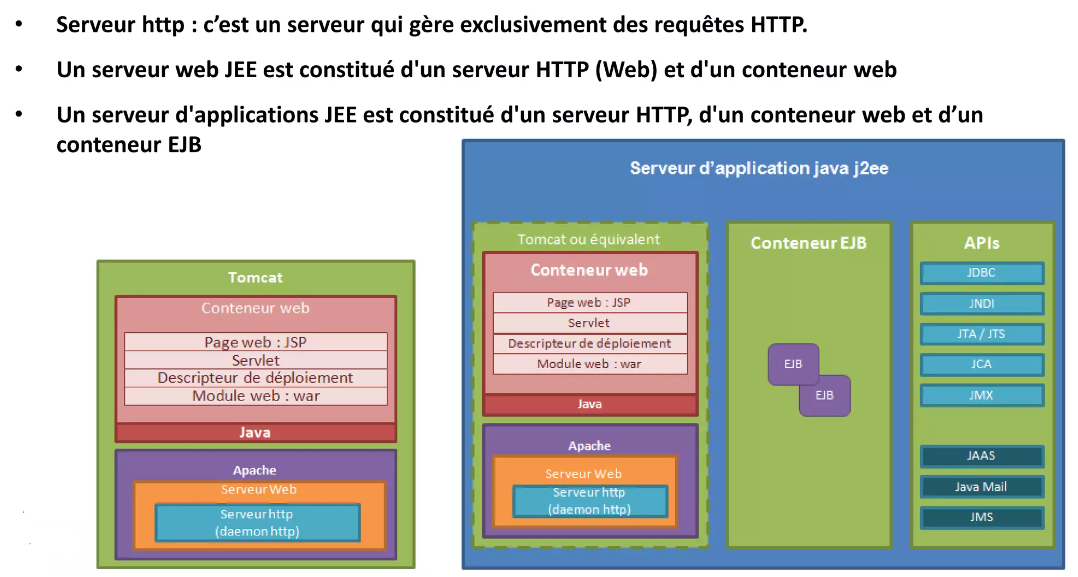 • Serveur http : c’est un serveur qui gère exclusivement des requêtes HTTP.
• Un serveur web JEE est constitué d'un serveur HTTP (Web) et d'un conteneur web
• Un serveur d'applications JEE est constitué d'un serveur HTTP, d'un conteneur web et d’un
conteneur EJB
Tomcat
Conteneur web
Page web : JSP
Servlet
Descripteur de déploiement
Module web : war
Java
Apache
Serveur Web
Serveur http
(daemon http)
Serveur d’application java j2ee
Tomcat ou équivalent
Conteneur web
Page web : JSP
Servlet
Descripteur de déploiement
Module web : war
Java
Apache
Serveur Web
Serveur http
(daemon http)
Conteneur EJB
EJB
EJB
APIs
JDBC
JNDI
JTA / JTS
JCA
JMX
JAAS
Java Mail
JMS